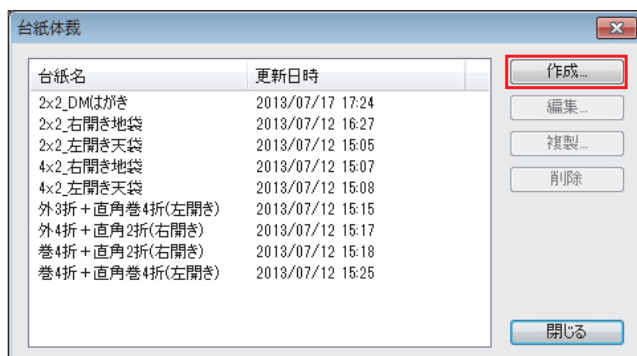 台紙体裁
台紙名 更新日時
2x2_DMはがき 2013/07/17 17:24
2x2_右開き地袋 2013/07/12 16:27
2x2_左開き天袋 2013/07/12 15:05
4x2_右開き地袋 2013/07/12 15:07
4x2_左開き天袋 2013/07/12 15:08
外3折+直角巻4折(左開き) 2013/07/12 15:15
外4折+直角2折(右開き) 2013/07/12 15:17
巻4折+直角2折(右開き) 2013/07/12 15:18
巻4折+直角巻4折(左開き) 2013/07/12 15:25
作成...
編集...
複製...
削除
閉じる